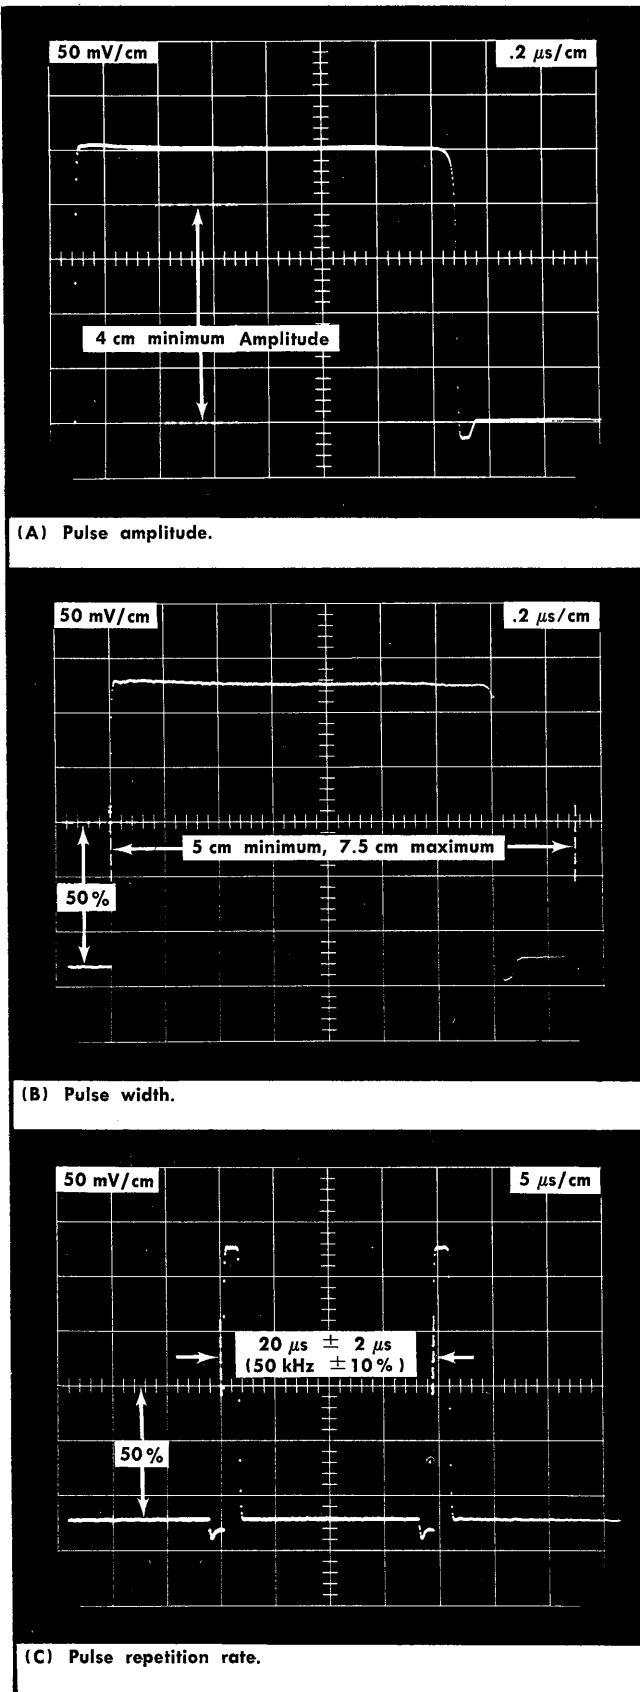 50 mV/cm
.2 μs/cm
4 cm minimum Amplitude
(A) Pulse amplitude.
50 mV/cm
.2 μs/cm
5 cm minimum, 7.5 cm maximum
50%
(B) Pulse width.
50 mV/cm
5 μs/cm
20 μs ± 2 μs
(50 kHz ±10%)
50%
(C) Pulse repetition rate.